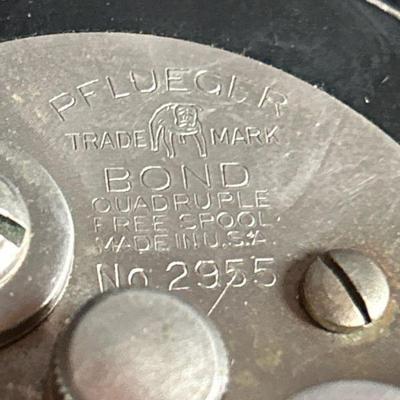 PFLUEGER
TRADE MARK
BOND
QUADRUPLE
FREE SPOOL
MADE IN U.S.A.
No. 2955